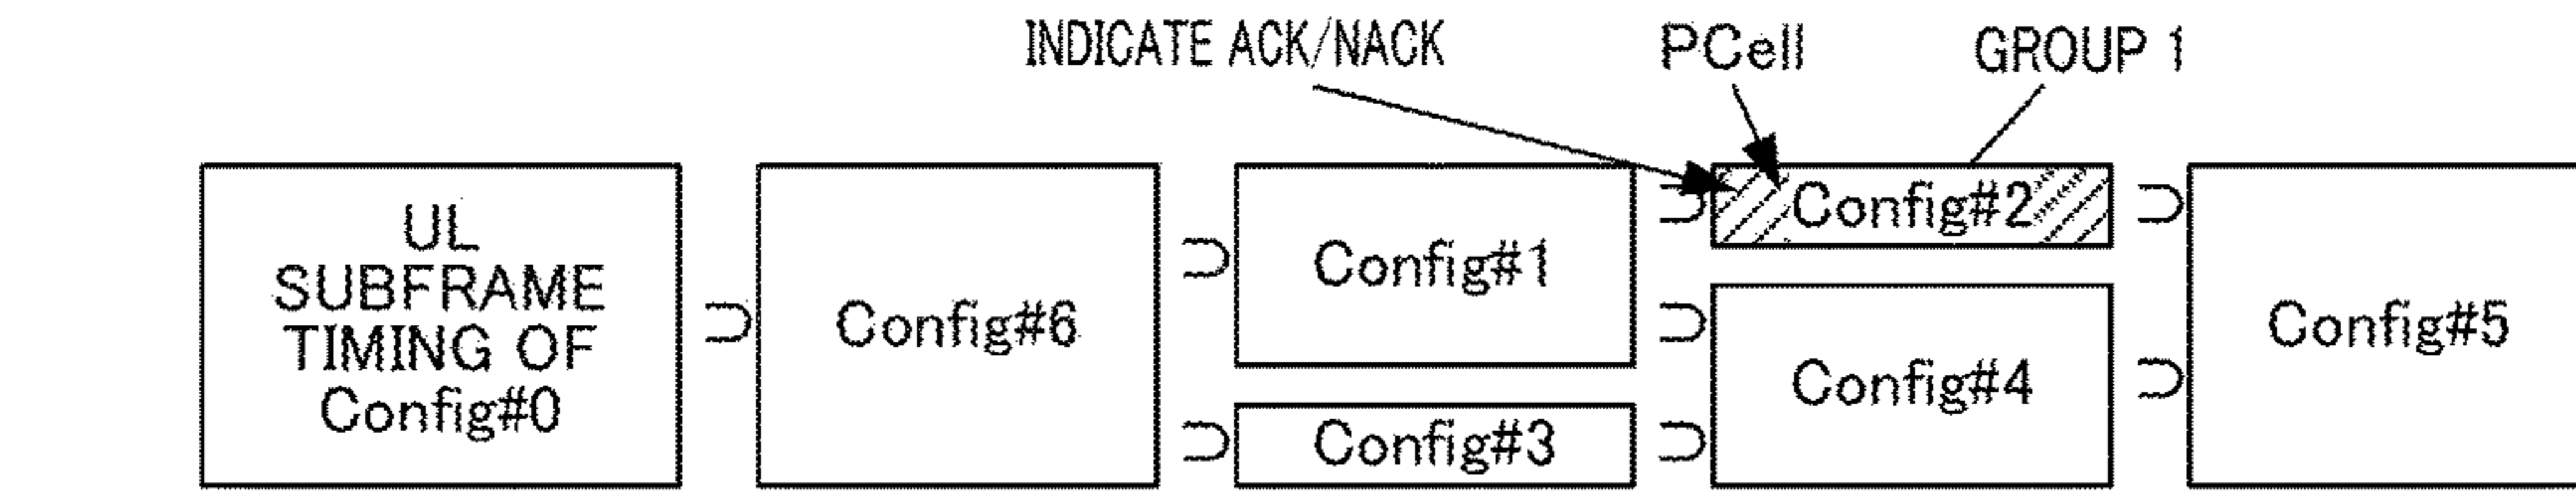 INDICATE ACK/NACK
PCell
GROUP 1
UL
SUBFRAME
TIMING OF
Config#0
⊃
Config#6
⊃
⊃
Config#1
Config#3
⊃
⊃
⊃
Config#2
Config#4
⊃
⊃
Config#5